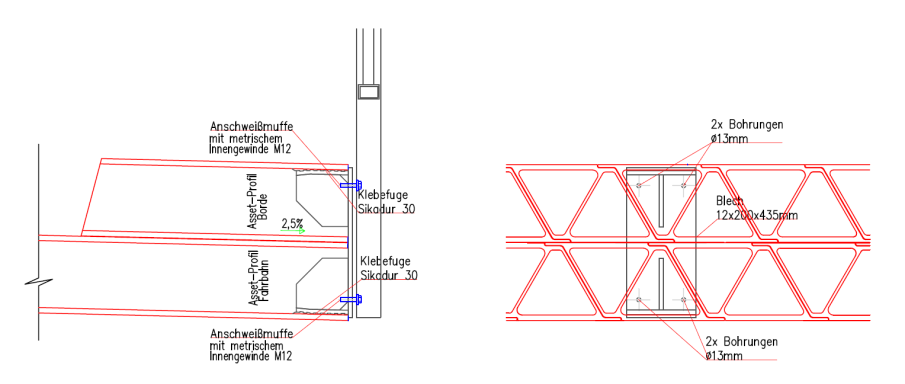 Anschweißmuffe
mit metrischem
Innengewinde M12
Asset-Profil
Borde
2,5%
Klebefuge
Sikadur 30
Asset-Profil
Fahrbahn
Klebefuge
Sikadur 30
Anschweißmuffe
mit metrischem
Innengewinde M12
2x Bohrungen
Ø13mm
Blech
12x200x435mm
2x Bohrungen
Ø13mm